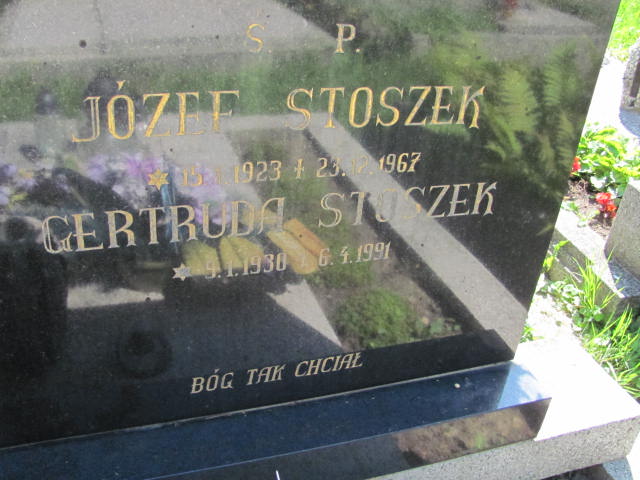 Ś. P.
JÓZEF STOSZEK
1923 + 23.12.1967
GERTRUDA STOSZEK
9.1.1930 + 6.4.1991
BÓG TAK CHCIAŁ